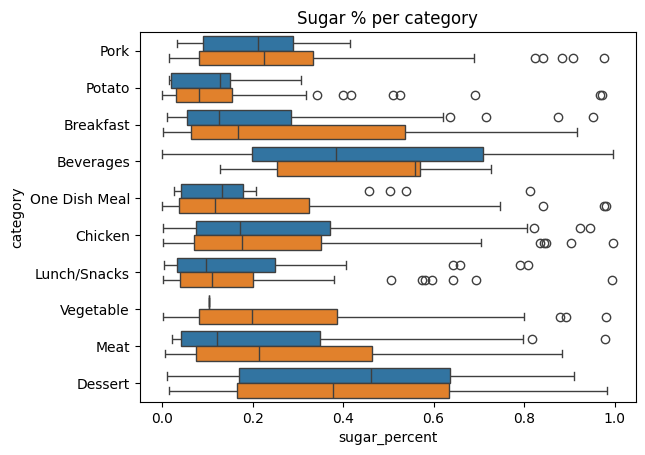 Sugar % per category
Pork
Potato
Breakfast
Beverages
One Dish Meal
Chicken
Lunch/Snacks
Vegetable
Meat
Dessert
category
0.0 0.2 0.4 0.6 0.8 1.0
sugar_percent